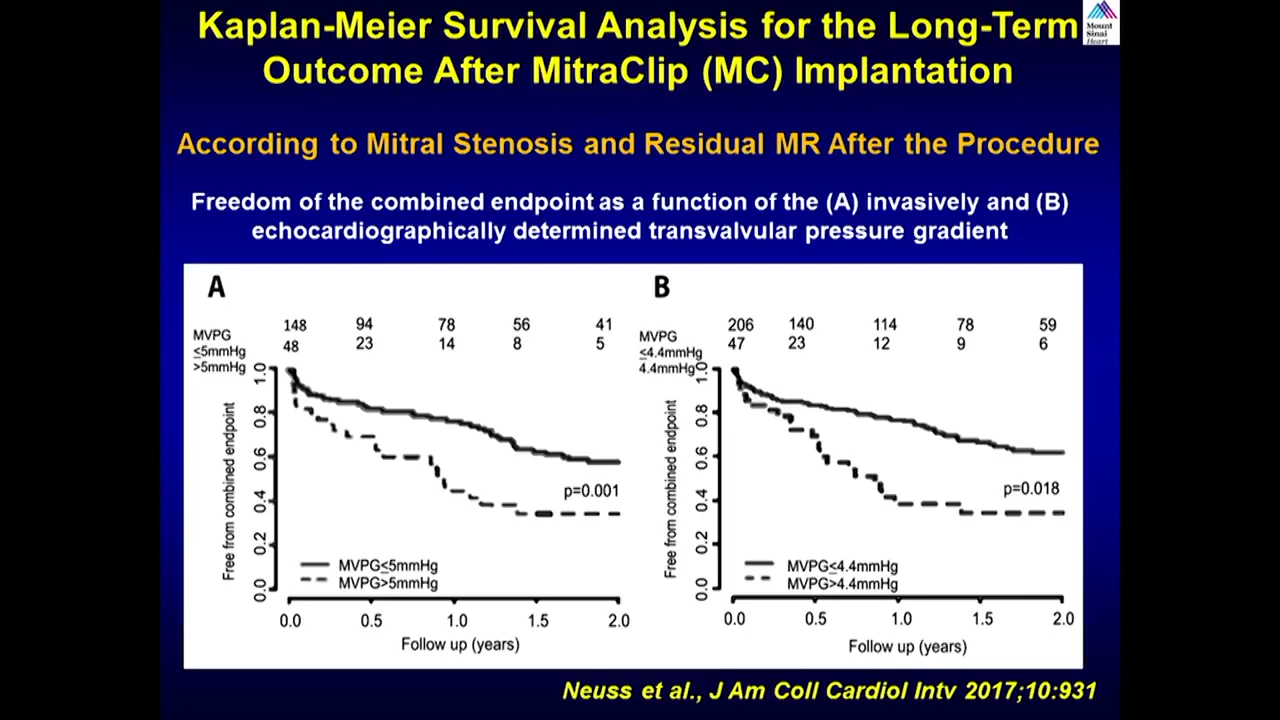 Kaplan-Meier Survival Analysis for the Long-Term
Outcome After MitraClip (MC) Implantation
Mount
Sinai
Heart
According to Mitral Stenosis and Residual MR After the Procedure
Freedom of the combined endpoint as a function of the (A) invasively and (B)
echocardiographically determined transvalvular pressure gradient
A
MVPG
≤5mmHg
>5mmHg
148 94 78 56 41
48 23 14 8 5
Free from combined endpoint
1.0
0.8
0.6
0.4
0.2
0.0
p=0.001
MVPG≤5mmHg
MVPG>5mmHg
0.0 0.5 1.0 1.5 2.0
Follow up (years)
B
MVPG
≤4.4mmHg
4.4mmHg
206 140 114 78 59
47 23 12 9 6
Free from combined endpoint
1.0
0.8
0.6
0.4
0.2
0.0
p=0.018
MVPG≤4.4mmHg
MVPG>4.4mmHg
0.0 0.5 1.0 1.5 2.0
Follow up (years)
Neuss et al., J Am Coll Cardiol Intv 2017;10:931